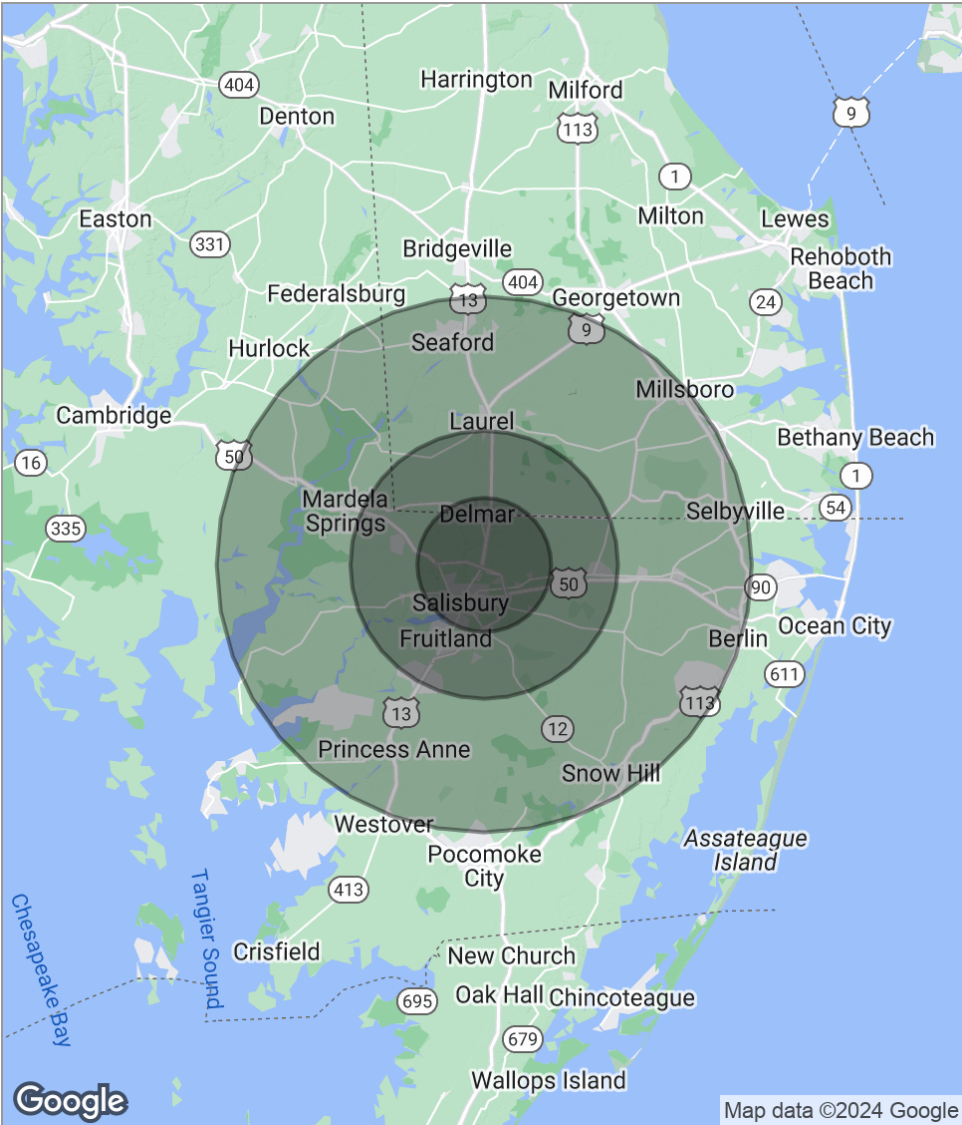 Harrington
Milford
404
Denton
113
9
1
Easton
Milton
Lewes
331
Bridgeville
Rehoboth
Beach
404
Federalsburg
13
Georgetown
24
9
Hurlock
Seaford
Millsboro
Cambridge
Laurel
Bethany Beach
50
16
1
Mardela
Springs
Delmar
Selbyville
54
335
50
90
Salisbury
Ocean City
Fruitland
Berlin
611
13
113
12
Princess Anne
Snow Hill
Westover
Assateague
Island
Pocomoke
City
413
Tangier Sound
Chesapeake Bay
Crisfield
New Church
695
Oak Hall
Chincoteague
679
Wallops Island
Google
Map data ©2024 Google